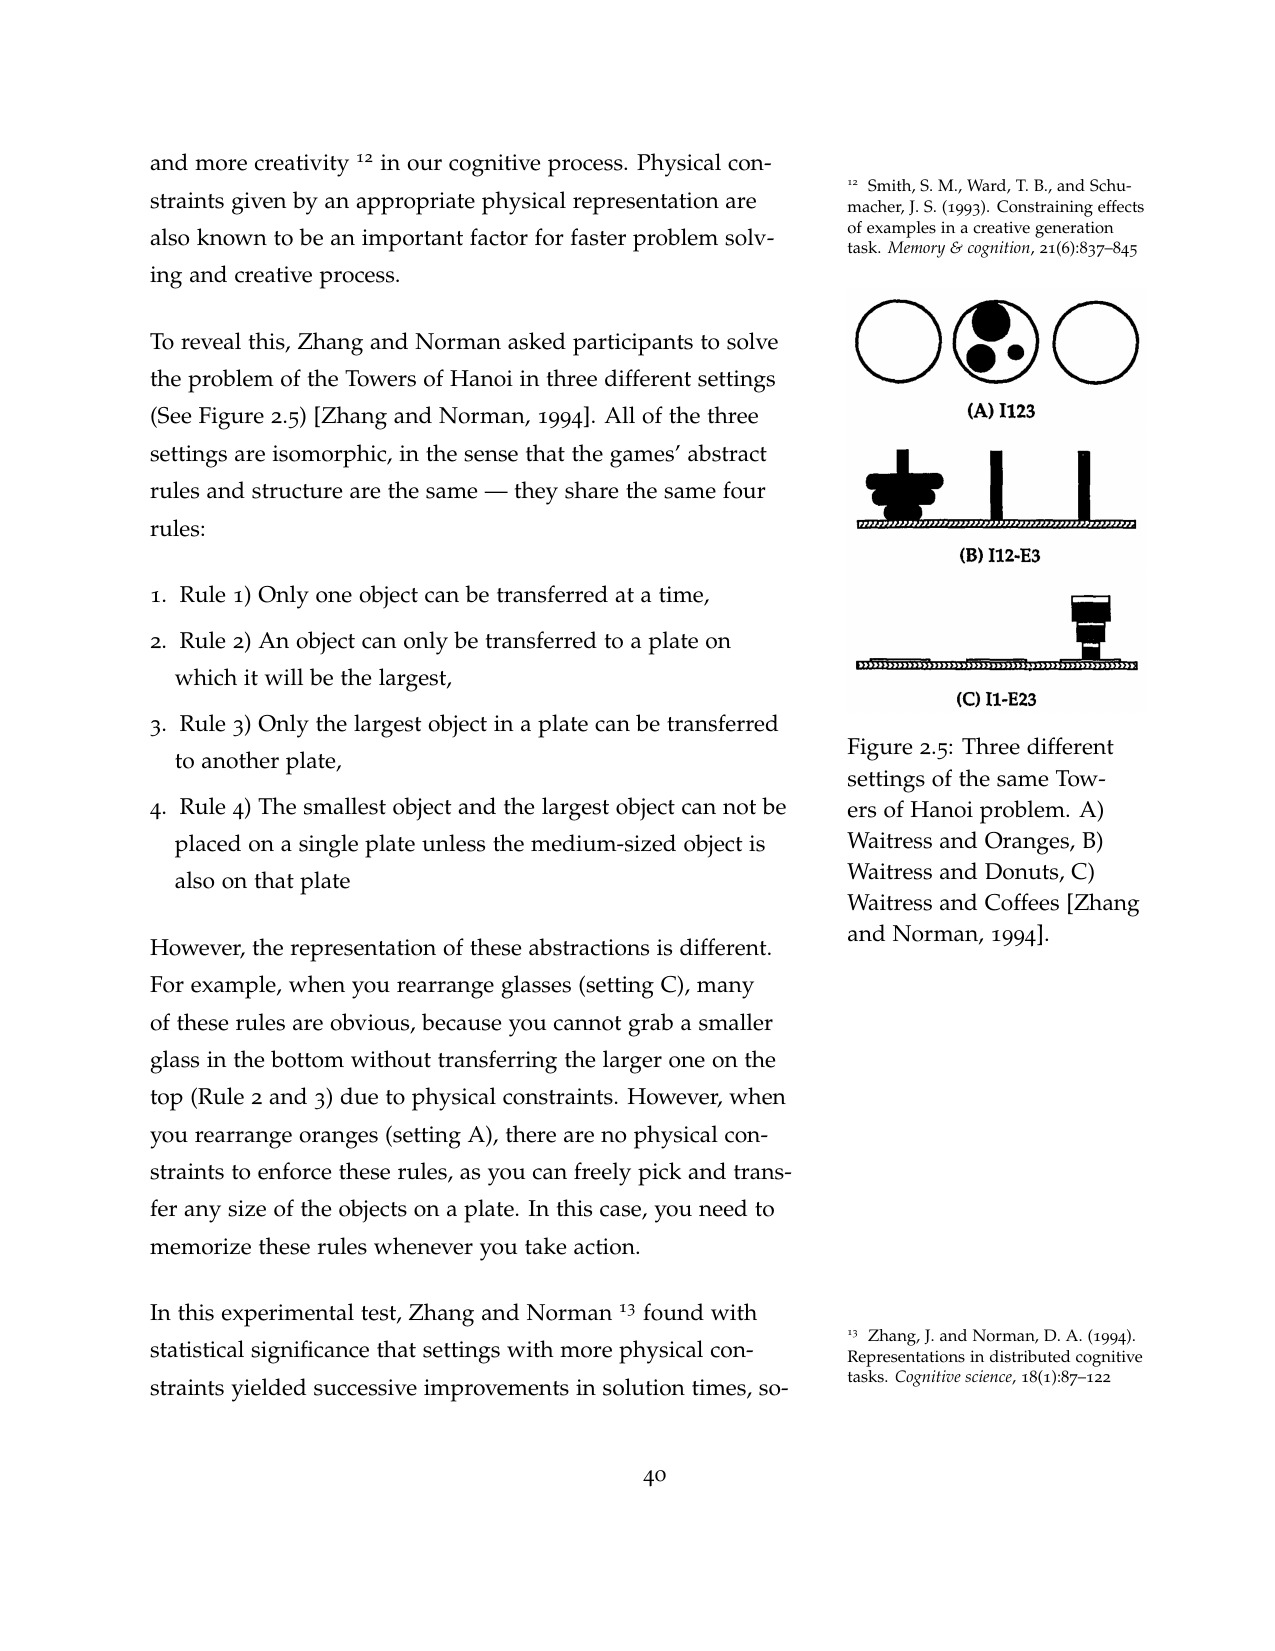 and more creativity ¹² in our cognitive process. Physical con-
straints given by an appropriate physical representation are
also known to be an important factor for faster problem solv-
ing and creative process.
To reveal this, Zhang and Norman asked participants to solve
the problem of the Towers of Hanoi in three different settings
(See Figure 2.5) [Zhang and Norman, 1994]. All of the three
settings are isomorphic, in the sense that the games’ abstract
rules and structure are the same — they share the same four
rules:
1. Rule 1) Only one object can be transferred at a time,
2. Rule 2) An object can only be transferred to a plate on
which it will be the largest,
3. Rule 3) Only the largest object in a plate can be transferred
to another plate,
4. Rule 4) The smallest object and the largest object can not be
placed on a single plate unless the medium-sized object is
also on that plate
However, the representation of these abstractions is different.
For example, when you rearrange glasses (setting C), many
of these rules are obvious, because you cannot grab a smaller
glass in the bottom without transferring the larger one on the
top (Rule 2 and 3) due to physical constraints. However, when
you rearrange oranges (setting A), there are no physical con-
straints to enforce these rules, as you can freely pick and trans-
fer any size of the objects on a plate. In this case, you need to
memorize these rules whenever you take action.
In this experimental test, Zhang and Norman ¹³ found with
statistical significance that settings with more physical con-
straints yielded successive improvements in solution times, so-
¹² Smith, S. M., Ward, T. B., and Schu-
macher, J. S. (1993). Constraining effects
of examples in a creative generation
task. Memory & cognition, 21(6):837–845
(A) I123
(B) I12-E3
(C) I1-E23
Figure 2.5: Three different
settings of the same Tow-
ers of Hanoi problem. A)
Waitress and Oranges, B)
Waitress and Donuts, C)
Waitress and Coffees [Zhang
and Norman, 1994].
¹³ Zhang, J. and Norman, D. A. (1994).
Representations in distributed cognitive
tasks. Cognitive science, 18(1):87–122
40